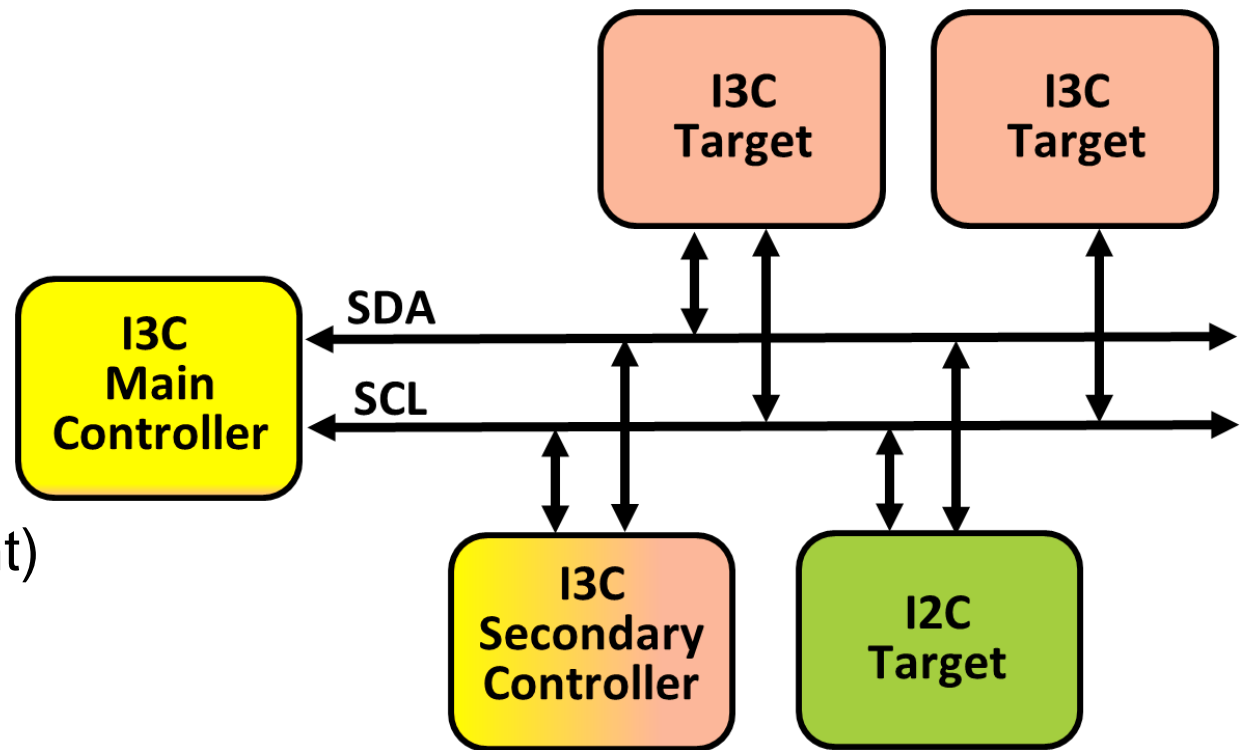 I3C
Target
I3C
Target
SDA
I3C
Main
Controller
SCL
t)
I3C
Secondary
Controller
I2C
Target